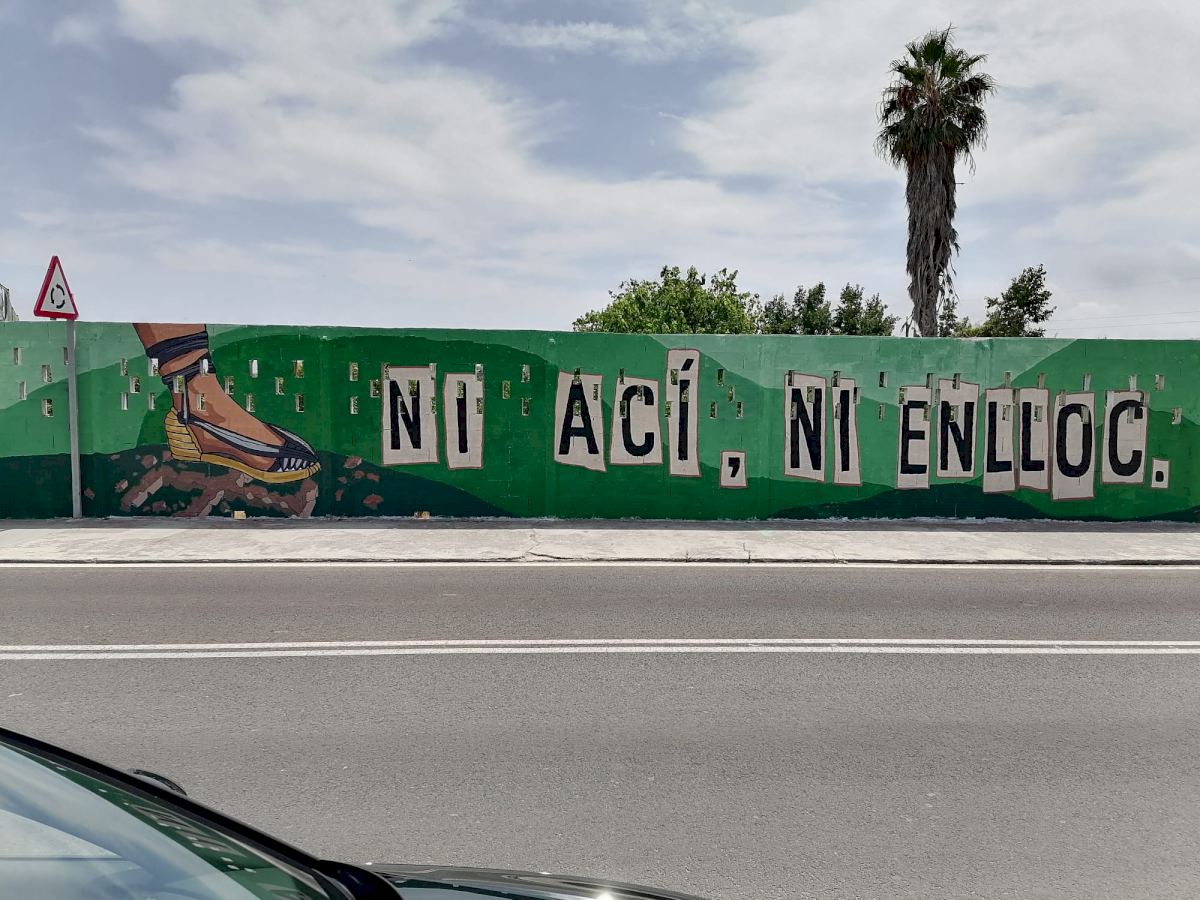 NI ACÍ, NI ENLLOC.